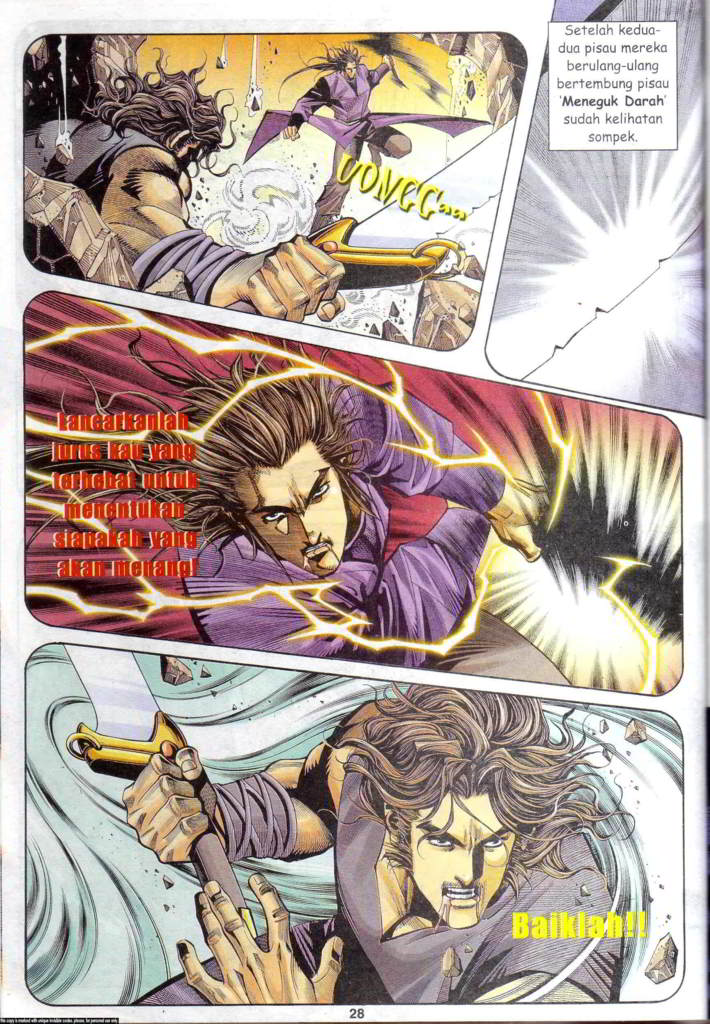 Setelah kedua-
dua pisau mereka
berulang-ulang
bertembung pisau
'Meneguk Darah'
sudah kelihatan
sompek.
VONGG...
Lancarkanlah
jurus kau yang
terhebat untuk
menentukan
siapakah yang
akan menang!
Baiklah!!
28
this copy is marked with unique invisible codes, please, for personal use only